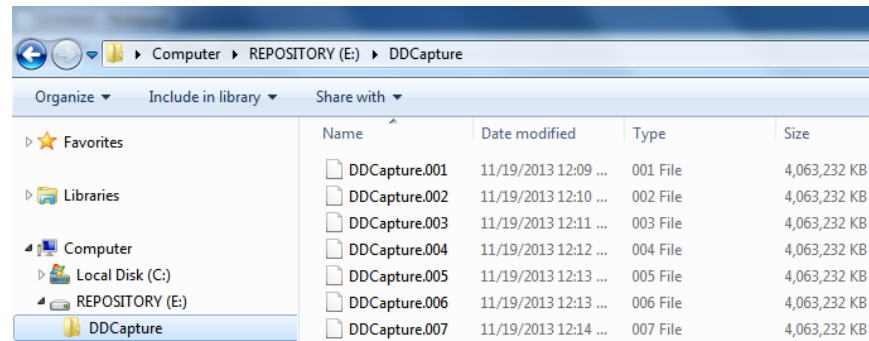 Computer REPOSITORY (E:) DDCapture
Organize Include in library Share with
Name Date modified Type Size
Favorites
Libraries
Computer
Local Disk (C:)
REPOSITORY (E:)
DDCapture
DDCapture.001 11/19/2013 12:09 ... 001 File 4,063,232 KB
DDCapture.002 11/19/2013 12:10 ... 002 File 4,063,232 KB
DDCapture.003 11/19/2013 12:11 ... 003 File 4,063,232 KB
DDCapture.004 11/19/2013 12:12 ... 004 File 4,063,232 KB
DDCapture.005 11/19/2013 12:13 ... 005 File 4,063,232 KB
DDCapture.006 11/19/2013 12:13 ... 006 File 4,063,232 KB
DDCapture.007 11/19/2013 12:14 ... 007 File 4,063,232 KB